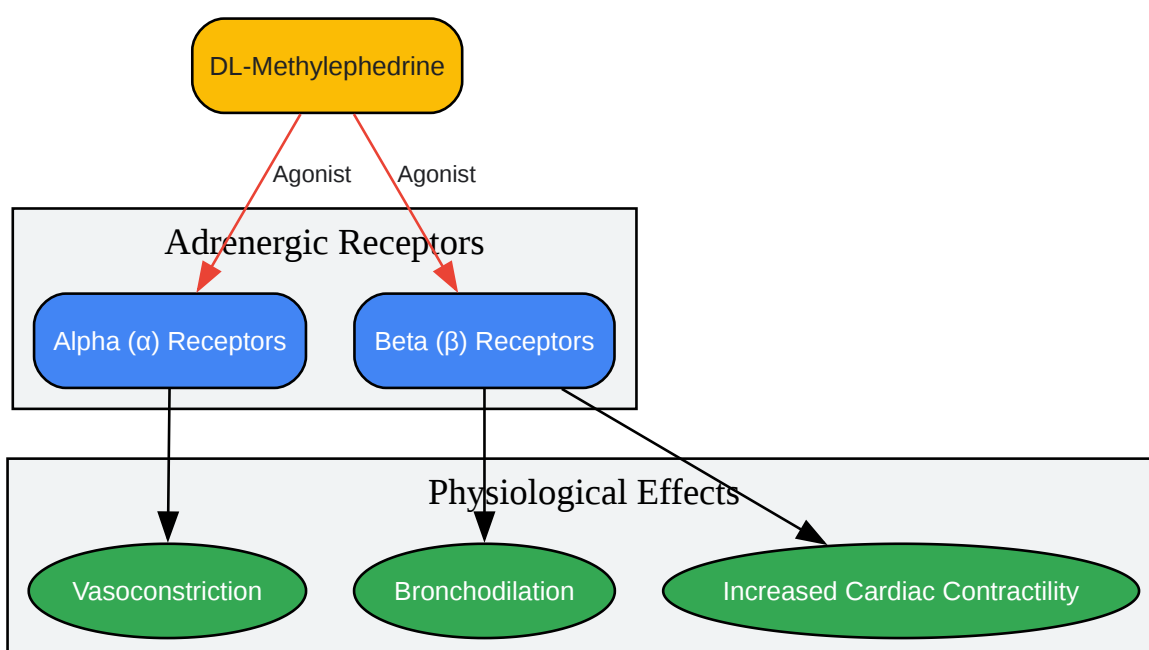 DL-Methylephedrine
Agonist
Agonist
Adrenergic Receptors
Alpha (α) Receptors
Beta (β) Receptors
Physiological Effects
Vasoconstriction
Bronchodilation
Increased Cardiac Contractility